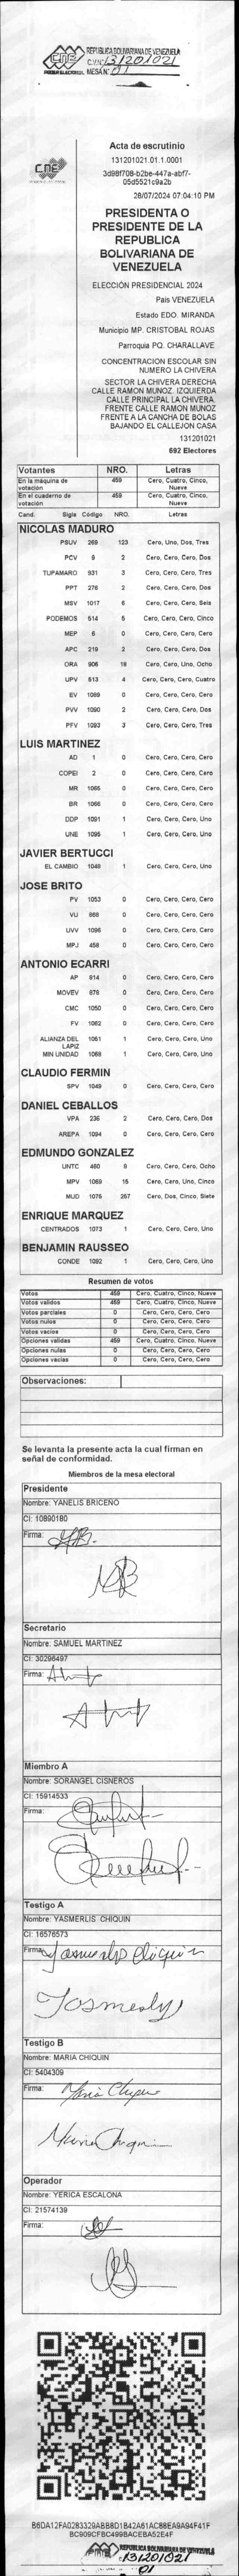 CNE
PODER ELECTORAL
REPUBLICA BOLIVARIANA DE VENEZUELA
C.V.N° 131201021
MESA N° 01
CNE
Acta de escrutinio
131201021.01.1.0001
3d98f708-b2be-447a-abf7-
05d5521c9a2b
28/07/2024 07:04:10 PM
PRESIDENTA O
PRESIDENTE DE LA
REPUBLICA
BOLIVARIANA DE
VENEZUELA
ELECCIÓN PRESIDENCIAL 2024
Pais VENEZUELA
Estado EDO. MIRANDA
Municipio MP. CRISTOBAL ROJAS
Parroquia PQ. CHARALLAVE
CONCENTRACION ESCOLAR SIN
NUMERO LA CHIVERA
SECTOR LA CHIVERA DERECHA
CALLE RAMON MUNOZ. IZQUIERDA
CALLE PRINCIPAL LA CHIVERA.
FRENTE CALLE RAMON MUNOZ
FRENTE A LA CANCHA DE BOLAS
BAJANDO EL CALLEJON CASA
131201021
692 Electores
Votantes NRO. Letras
En la máquina de votación 459 Cero, Cuatro, Cinco, Nueve
En el cuaderno de votación 459 Cero, Cuatro, Cinco, Nueve
Cand. Sigla Código NRO. Letras
NICOLAS MADURO
PSUV 269 123 Cero, Uno, Dos, Tres
PCV 9 2 Cero, Cero, Cero, Dos
TUPAMARO 931 3 Cero, Cero, Cero, Tres
PPT 276 2 Cero, Cero, Cero, Dos
MSV 1017 6 Cero, Cero, Cero, Seis
PODEMOS 514 5 Cero, Cero, Cero, Cinco
MEP 6 0 Cero, Cero, Cero, Cero
APC 219 2 Cero, Cero, Cero, Dos
ORA 906 18 Cero, Cero, Uno, Ocho
UPV 513 4 Cero, Cero, Cero, Cuatro
EV 1089 0 Cero, Cero, Cero, Cero
PVV 1090 2 Cero, Cero, Cero, Dos
PFV 1093 3 Cero, Cero, Cero, Tres
LUIS MARTINEZ
AD 1 0 Cero, Cero, Cero, Cero
COPEI 2 0 Cero, Cero, Cero, Cero
MR 1065 0 Cero, Cero, Cero, Cero
BR 1066 0 Cero, Cero, Cero, Cero
DDP 1091 1 Cero, Cero, Cero, Uno
UNE 1095 1 Cero, Cero, Cero, Uno
JAVIER BERTUCCI
EL CAMBIO 1048 1 Cero, Cero, Cero, Uno
JOSE BRITO
PV 1053 0 Cero, Cero, Cero, Cero
VU 868 0 Cero, Cero, Cero, Cero
UVV 1096 0 Cero, Cero, Cero, Cero
MPJ 458 0 Cero, Cero, Cero, Cero
ANTONIO ECARRI
AP 814 0 Cero, Cero, Cero, Cero
MOVEV 876 0 Cero, Cero, Cero, Cero
CMC 1050 0 Cero, Cero, Cero, Cero
FV 1062 0 Cero, Cero, Cero, Cero
ALIANZA DEL LAPIZ 1061 1 Cero, Cero, Cero, Uno
MIN UNIDAD 1068 1 Cero, Cero, Cero, Uno
CLAUDIO FERMIN
SPV 1049 0 Cero, Cero, Cero, Cero
DANIEL CEBALLOS
VPA 236 2 Cero, Cero, Cero, Dos
AREPA 1094 0 Cero, Cero, Cero, Cero
EDMUNDO GONZALEZ
UNTC 460 8 Cero, Cero, Cero, Ocho
MPV 1069 15 Cero, Cero, Uno, Cinco
MUD 1075 257 Cero, Dos, Cinco, Siete
ENRIQUE MARQUEZ
CENTRADOS 1073 1 Cero, Cero, Cero, Uno
BENJAMIN RAUSSEO
CONDE 1092 1 Cero, Cero, Cero, Uno
Resumen de votos
Votos 459 Cero, Cuatro, Cinco, Nueve
Votos validos 459 Cero, Cuatro, Cinco, Nueve
Votos parciales 0 Cero, Cero, Cero, Cero
Votos nulos 0 Cero, Cero, Cero, Cero
Votos vacios 0 Cero, Cero, Cero, Cero
Opciones validas 459 Cero, Cuatro, Cinco, Nueve
Opciones nulas 0 Cero, Cero, Cero, Cero
Opciones vacias 0 Cero, Cero, Cero, Cero
Observaciones:
Se levanta la presente acta la cual firman en
señal de conformidad.
Miembros de la mesa electoral
Presidente
Nombre: YANELIS BRICENO
CI: 10890180
Firma:
Secretario
Nombre: SAMUEL MARTINEZ
CI: 30296497
Firma:
Miembro A
Nombre: SORANGEL CISNEROS
CI: 15914533
Firma:
Testigo A
Nombre: YASMERLIS CHIQUIN
CI: 16576573
Firma:
Testigo B
Nombre: MARIA CHIQUIN
CI: 5404309
Firma: Maria
Operador
Nombre: YERICA ESCALONA
CI: 21574139
Firma:
B6DA12FA0283329ABB8D1B42A61AC88EA9A94F41F
BC909CFBC499BACEBA52E4F
REPUBLICA BOLIVARIANA DE VENEZUELA
131201021
01